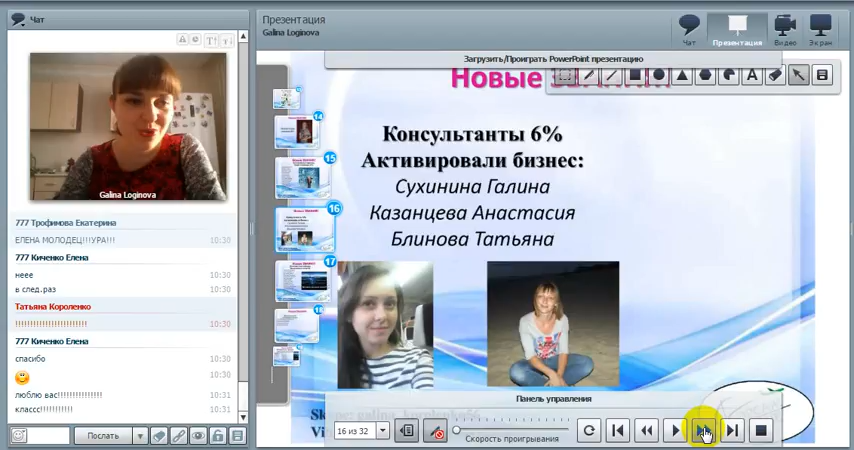 Чат
Galina Loginova
777 Трофимова Екатерина
ЕЛЕНА МОЛОДЕЦ!!!УРА!!! 10:30
777 Киченко Елена
неее 10:30
в след.раз 10:30
Татьяна Короленко
!!!!!!!!!!!!!!!!!!!!!!!! 10:30
777 Киченко Елена
спасибо 10:30
10:30
люблю вас!!!!!!!!!!!!!!! 10:31
класс!!!!!!!!!!! 10:31
Послать
Презентация
Galina Loginova
Чат
Презентация
Видео
Экран
Загрузить/Проиграть PowerPoint презентацию
Новые
14
15
16
17
18
Консультанты 6%
Активировали бизнес:
Сухинина Галина
Казанцева Анастасия
Блинова Татьяна
Панель управления
16 из 32
Скорость проигрывания